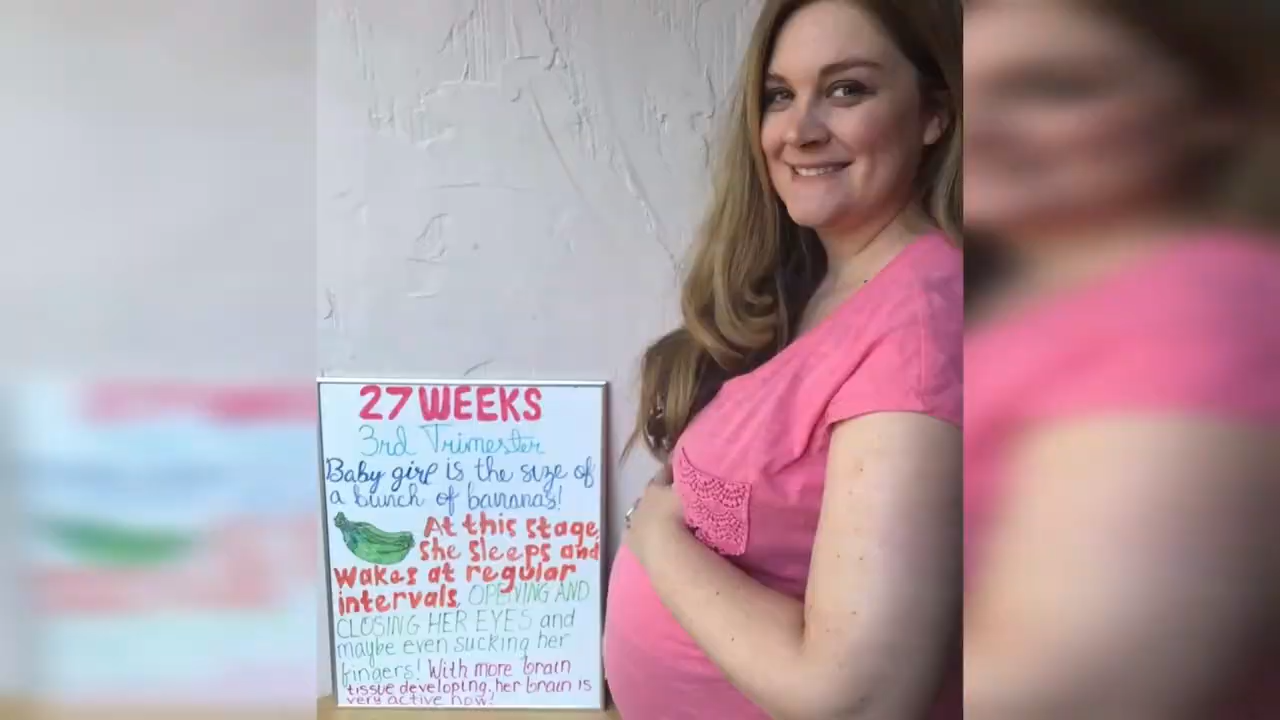 27 WEEKS
3rd Trimester
Baby girl is the size of
a bunch of bananas!
At this stage,
she sleeps and
wakes at regular
intervals, OPENING AND
CLOSING HER EYES and
maybe even sucking her
fingers! With more brain
tissue developing, her brain is
very active now!